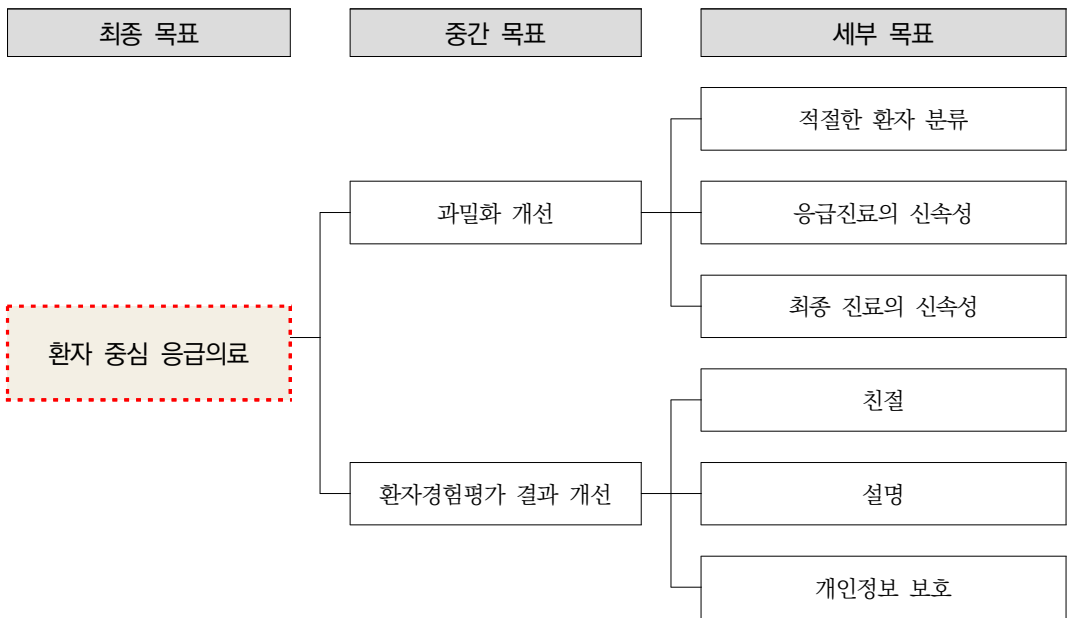 최종 목표
중간 목표
세부 목표
적절한 환자 분류
과밀화 개선
응급진료의 신속성
최종 진료의 신속성
환자 중심 응급의료
친절
환자경험평가 결과 개선
설명
개인정보 보호